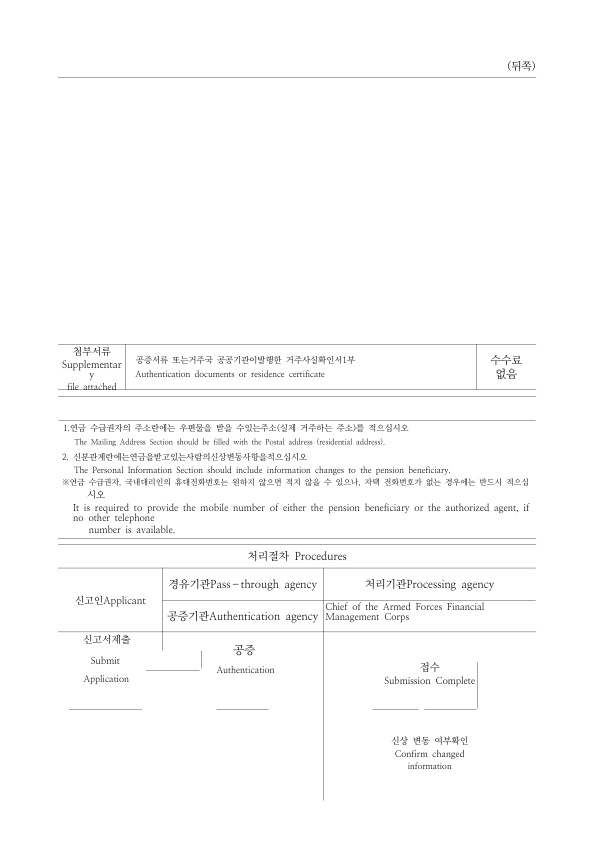 (뒤쪽)
첨부서류
Supplementar
y
file attached
공증서류 또는거주국 공공기관이발행한 거주사실확인서1부
Authentication documents or residence certificate
수수료
없음
1.연금 수급권자의 주소란에는 우편물을 받을 수있는주소(실제 거주하는 주소)를 적으십시오
The Mailing Address Section should be filled with the Postal address (residential address).
2. 신분관계란에는연금을받고있는사람의신상변동사항을적으십시오
The Personal Information Section should include information changes to the pension beneficiary.
※연금 수급권자, 국내대리인의 휴대전화번호는 원하지 않으면 적지 않을 수 있으나, 자택 전화번호가 없는 경우에는 반드시 적으십
시오
It is required to provide the mobile number of either the pension beneficiary or the authorized agent, if
no other telephone
number is available.
처리절차 Procedures
신고인Applicant
경유기관Pass-through agency
처리기관Processing agency
공증기관Authentication agency
Chief of the Armed Forces Financial
Management Corps
신고서제출
Submit
Application
공증
Authentication
접수
Submission Complete
신상 변동 여부확인
Confirm changed
information